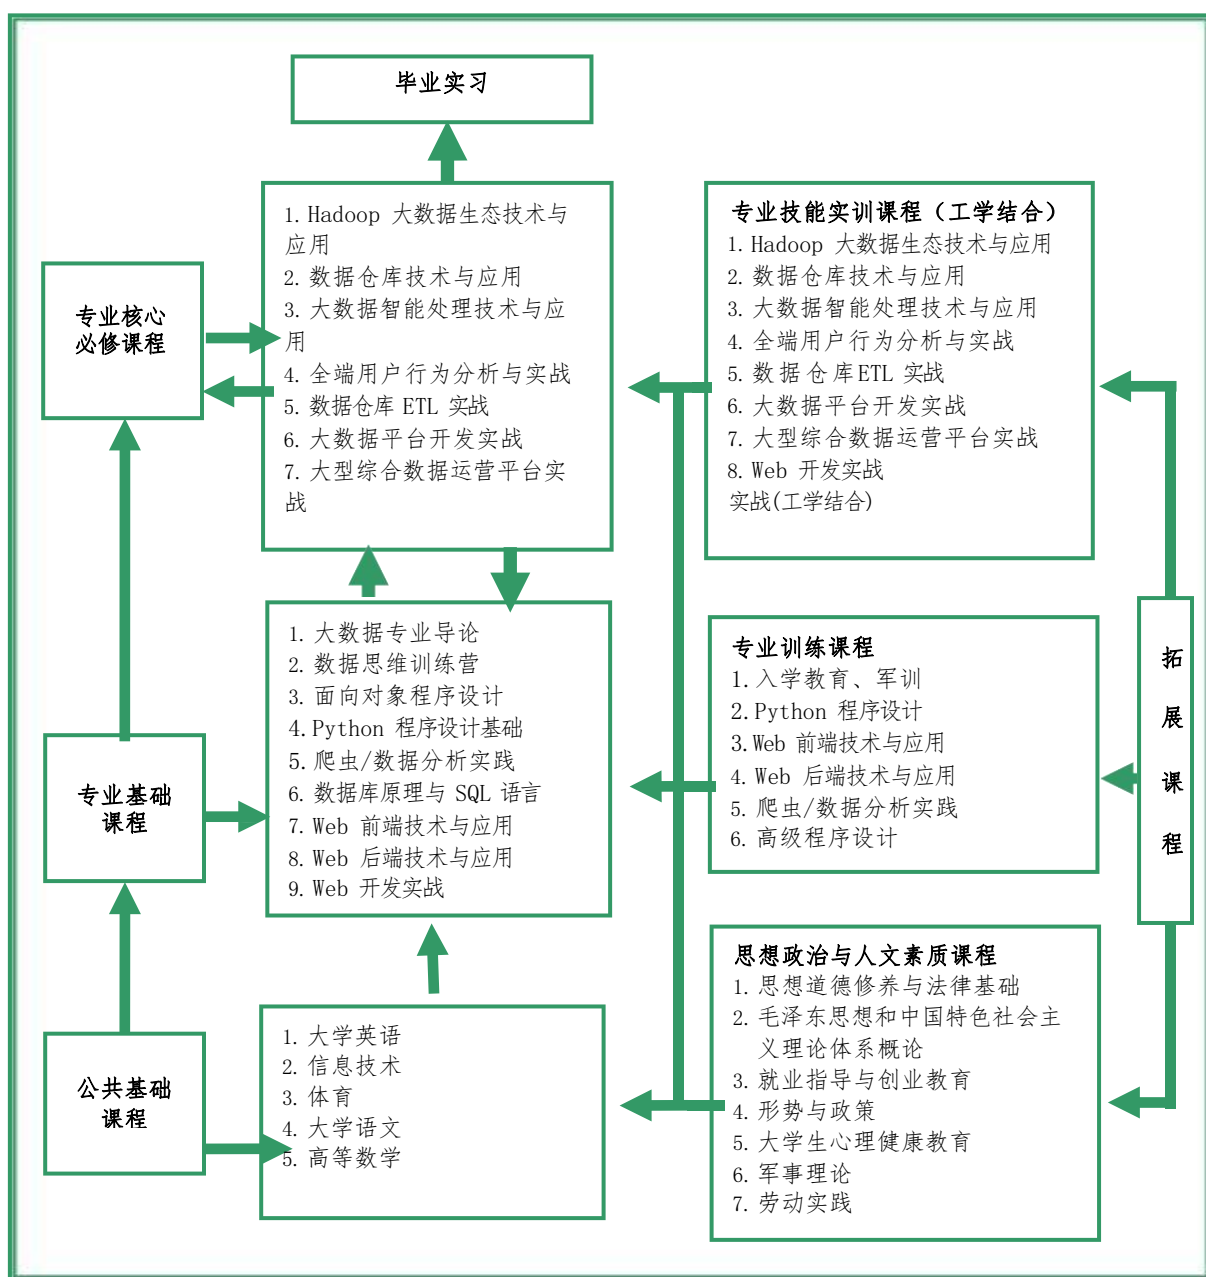 毕业实习
1. Hadoop 大数据生态技术与
应用
2. 数据仓库技术与应用
3. 大数据智能处理技术与应
用
4. 全端用户行为分析与实战
5. 数据仓库 ETL 实战
6. 大数据平台开发实战
7. 大型综合数据运营平台实
战
专业技能实训课程（工学结合）
1. Hadoop 大数据生态技术与应用
2. 数据仓库技术与应用
3. 大数据智能处理技术与应用
4. 全端用户行为分析与实战
5. 数据仓库ETL 实战
6. 大数据平台开发实战
7. 大型综合数据运营平台实战
8. Web 开发实战
实战(工学结合)
专业核心
必修课程
1. 大数据专业导论
2. 数据思维训练营
3. 面向对象程序设计
4.Python 程序设计基础
5. 爬虫/数据分析实践
6. 数据库原理与 SQL 语言
7. Web 前端技术与应用
8. Web 后端技术与应用
9. Web 开发实战
专业训练课程
1.入学教育、军训
2.Python 程序设计
3.Web 前端技术与应用
4. Web 后端技术与应用
5. 爬虫/数据分析实践
6. 高级程序设计
拓
展
课
程
专业基础
课程
1. 大学英语
2. 信息技术
3. 体育
4. 大学语文
5. 高等数学
思想政治与人文素质课程
1. 思想道德修养与法律基础
2. 毛泽东思想和中国特色社会主
义理论体系概论
3. 就业指导与创业教育
4. 形势与政策
5. 大学生心理健康教育
6. 军事理论
7. 劳动实践
公共基础
课程